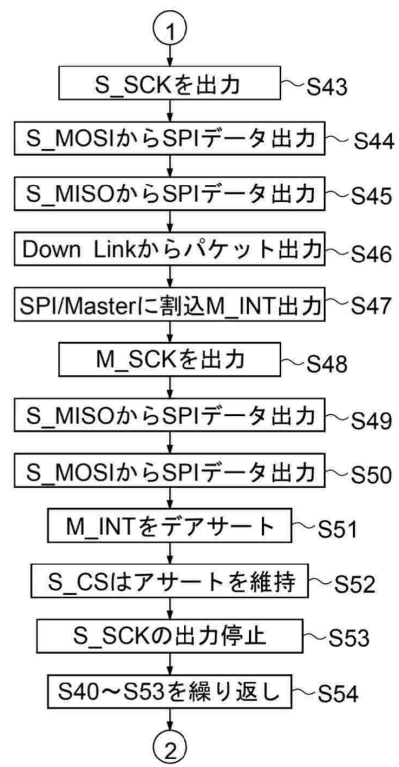 1
S_SCKを出力 S43
S_MOSIからSPIデータ出力 S44
S_MISOからSPIデータ出力 S45
Down Linkからパケット出力 S46
SPI/Masterに割込M_INT出力 S47
M_SCKを出力 S48
S_MISOからSPIデータ出力 S49
S_MOSIからSPIデータ出力 S50
M_INTをデアサート S51
S_CSはアサートを維持 S52
S_SCKの出力停止 S53
S40～S53を繰り返し S54
2